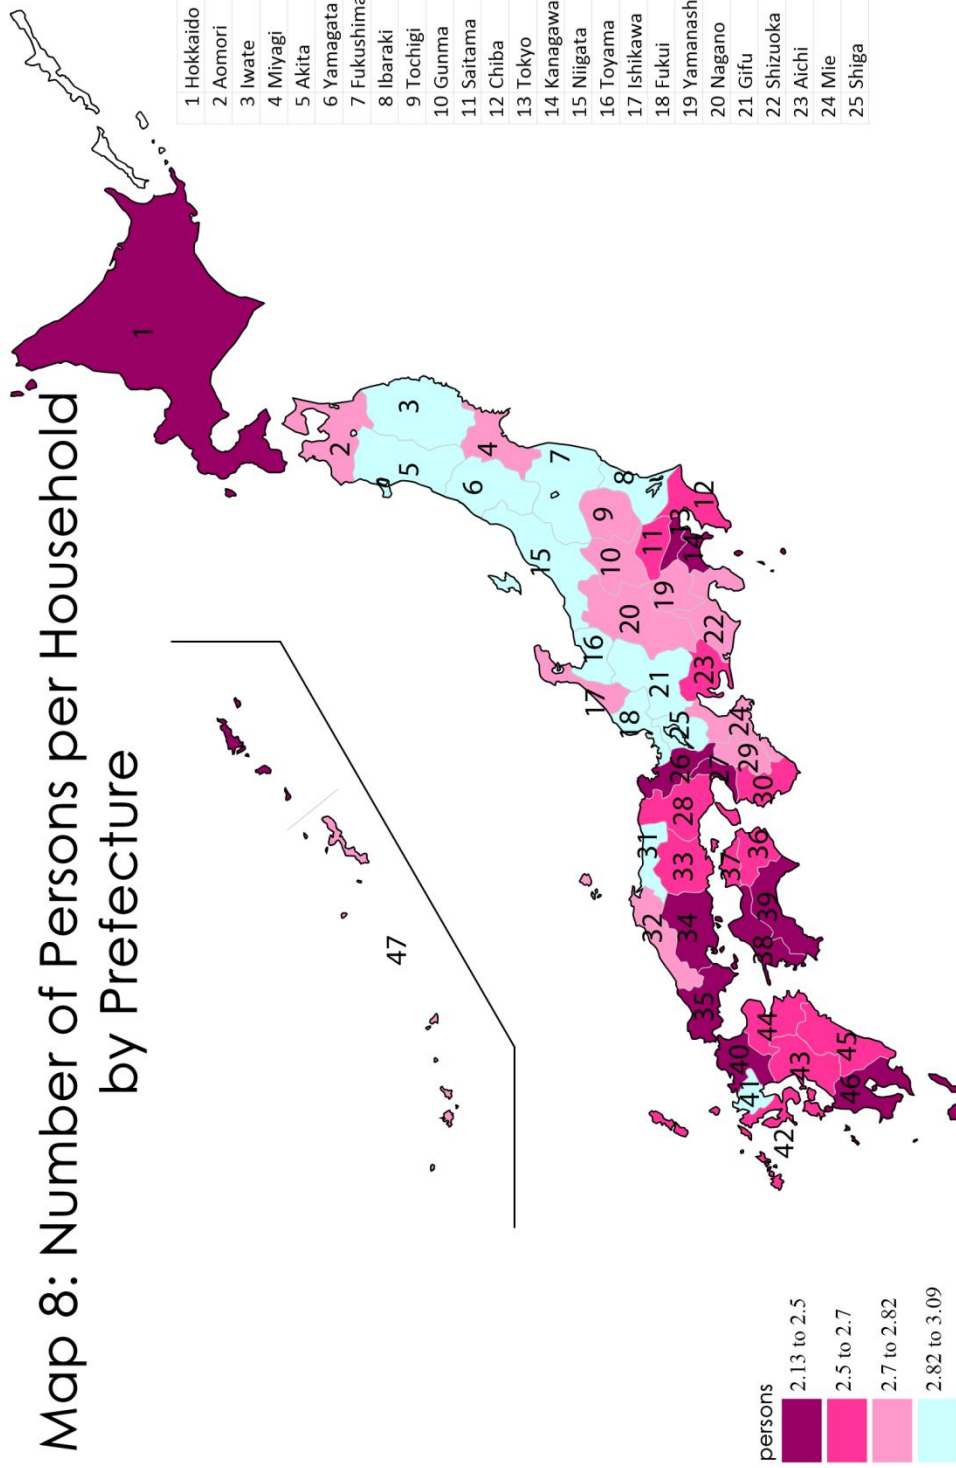 Map 8: Number of Persons per Household
by Prefecture
1 Hokkaido
2 Aomori
3 Iwate
4 Miyagi
5 Akita
6 Yamagata
7 Fukushima
8 Ibaraki
9 Tochigi
10 Gunma
11 Saitama
12 Chiba
13 Tokyo
14 Kanagawa
15 Niigata
16 Toyama
17 Ishikawa
18 Fukui
19 Yamanash
20 Nagano
21 Gifu
22 Shizuoka
23 Aichi
24 Mie
25 Shiga
1
2
3
4
5
6
7
8
9
10
11
12
13
14
15
16
17
18
19
20
21
22
23
24
25
26
27
28
29
30
31
32
33
34
35
36
37
38
39
40
41
42
43
44
45
46
47
persons
2.13 to 2.5
2.5 to 2.7
2.7 to 2.82
2.82 to 3.09